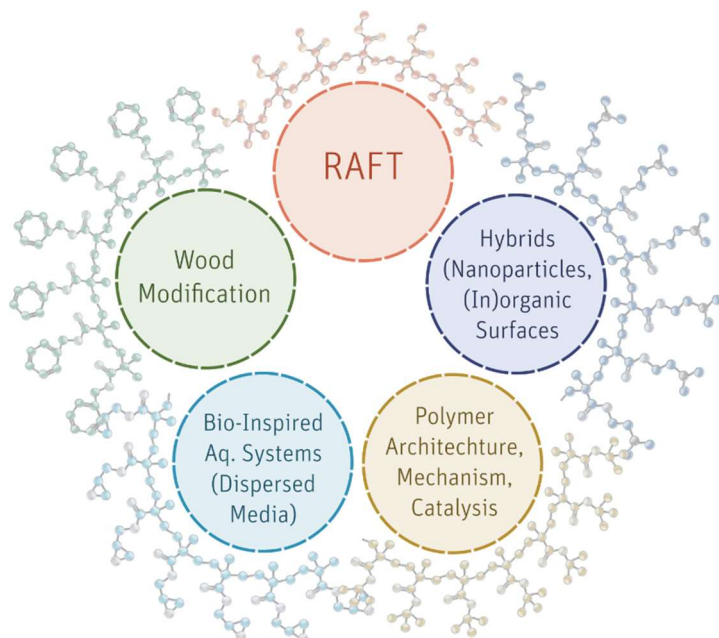 RAFT
Hybrids
(Nanoparticles,
(In)organic
Surfaces
Polymer
Architechture,
Mechanism,
Catalysis
Bio-Inspired
Aq. Systems
(Dispersed
Media)
Wood
Modification